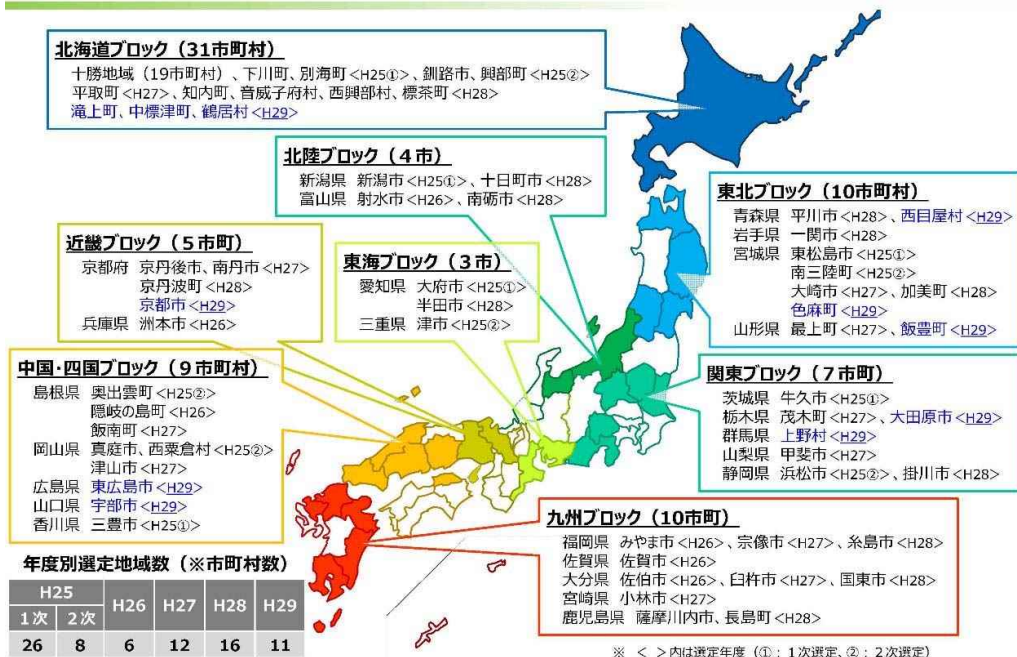 北海道ブロック（31市町村）
十勝地域（19市町村）、下川町、別海町<H25①>、釧路市、興部町<H25②>
平取町<H27>、知内町、音威子府村、西興部村、標茶町<H28>
滝上町、中標津町、鶴居村<H29>
北陸ブロック（４市）
新潟県 新潟市<H25①>、十日町市<H28>
富山県 射水市<H26>、南砺市<H28>
東北ブロック（10市町村）
青森県 平川市<H28>、西目屋村<H29>
岩手県 一関市<H28>
宮城県 東松島市<H25①>
南三陸町<H25②>
大崎市<H27>、加美町<H28>
色麻町<H29>
山形県 最上町<H27>、飯豊町<H29>
近畿ブロック（５市町）
京都府 京丹後市、南丹市<H27>
京丹波町<H28>
京都市<H29>
兵庫県 洲本市<H26>
東海ブロック（３市）
愛知県 大府市<H25①>
半田市<H28>
三重県 津市<H25②>
中国・四国ブロック（９市町村）
島根県 奥出雲町<H25②>
隠岐の島町<H26>
飯南町<H27>
岡山県 真庭市、西粟倉村<H25②>
津山市<H27>
広島県 東広島市<H29>
山口県 宇部市<H29>
香川県 三豊市<H25①>
関東ブロック（７市町）
茨城県 牛久市<H25①>
栃木県 茂木町<H27>、大田原市<H29>
群馬県 上野村<H29>
山梨県 甲斐市<H27>
静岡県 浜松市<H25②>、掛川市<H28>
九州ブロック（10市町）
福岡県 みやま市<H26>、宗像市<H27>、糸島市<H28>
佐賀県 佐賀市<H26>
大分県 佐伯市<H26>、臼杵市<H27>、国東市<H28>
宮崎県 小林市<H27>
鹿児島県 薩摩川内市、長島町<H28>
年度別選定地域数（※市町村数）
H25 H26 H27 H28 H29
1次 2次
26 8 6 12 16 11
※ ＜ ＞内は選定年度（①：１次選定、②：２次選定）